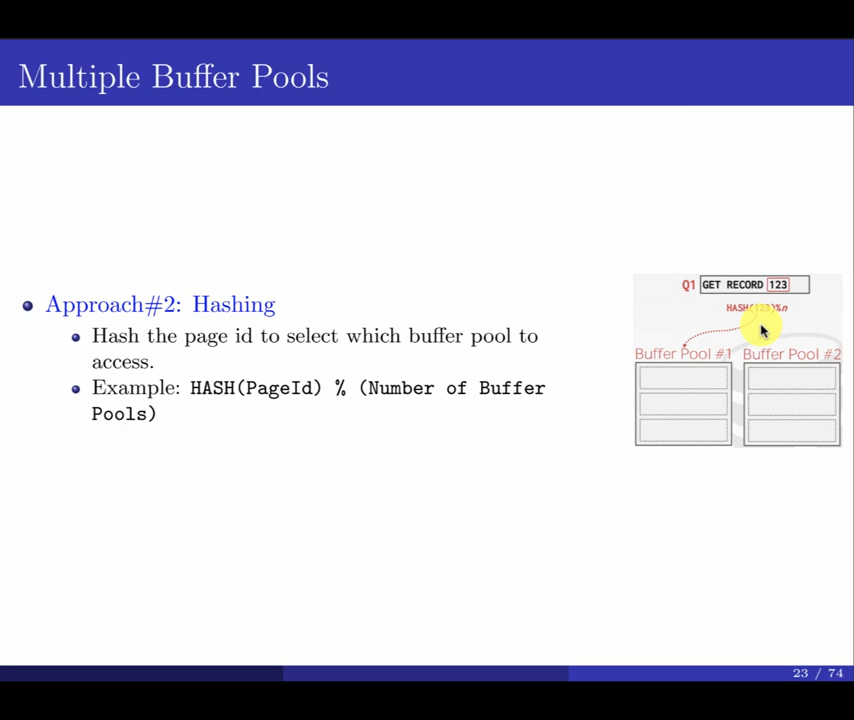 Multiple Buffer Pools
Approach#2: Hashing
Hash the page id to select which buffer pool to
access.
Example: HASH(PageId) % (Number of Buffer
Pools)
Q1 GET RECORD 123
HASH(123)%n
Buffer Pool #1 Buffer Pool #2
23 / 74